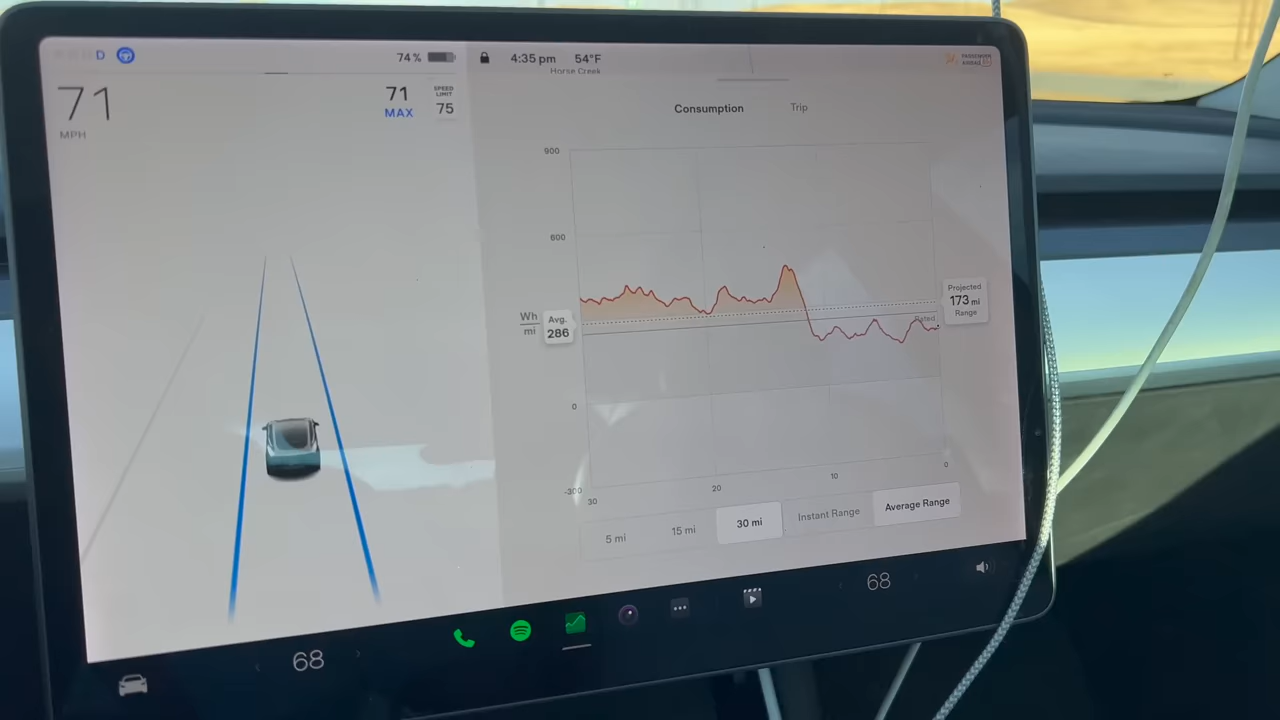 D
74 %
4:35 pm
54°F
Horse Creek
PASSENGER
AIRBAG
71
MPH
71
MAX
SPEED
LIMIT
75
Consumption
Trip
900
600
Wh
mi
Avg.
286
0
-300
30
20
10
0
Rated
Projected
173 mi
Range
5 mi
15 mi
30 mi
Instant Range
Average Range
68
68